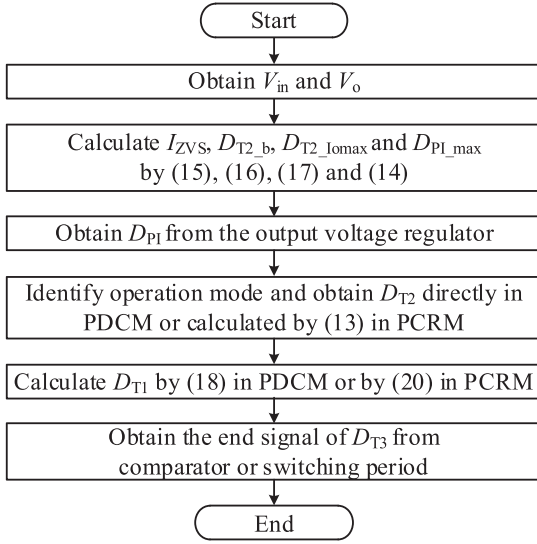 Start
Obtain V_in and V_o
Calculate I_ZVS, D_T2_b, D_T2_Iomax and D_PI_max
by (15), (16), (17) and (14)
Obtain D_PI from the output voltage regulator
Identify operation mode and obtain D_T2 directly in
PDCM or calculated by (13) in PCRM
Calculate D_T1 by (18) in PDCM or by (20) in PCRM
Obtain the end signal of D_T3 from
comparator or switching period
End